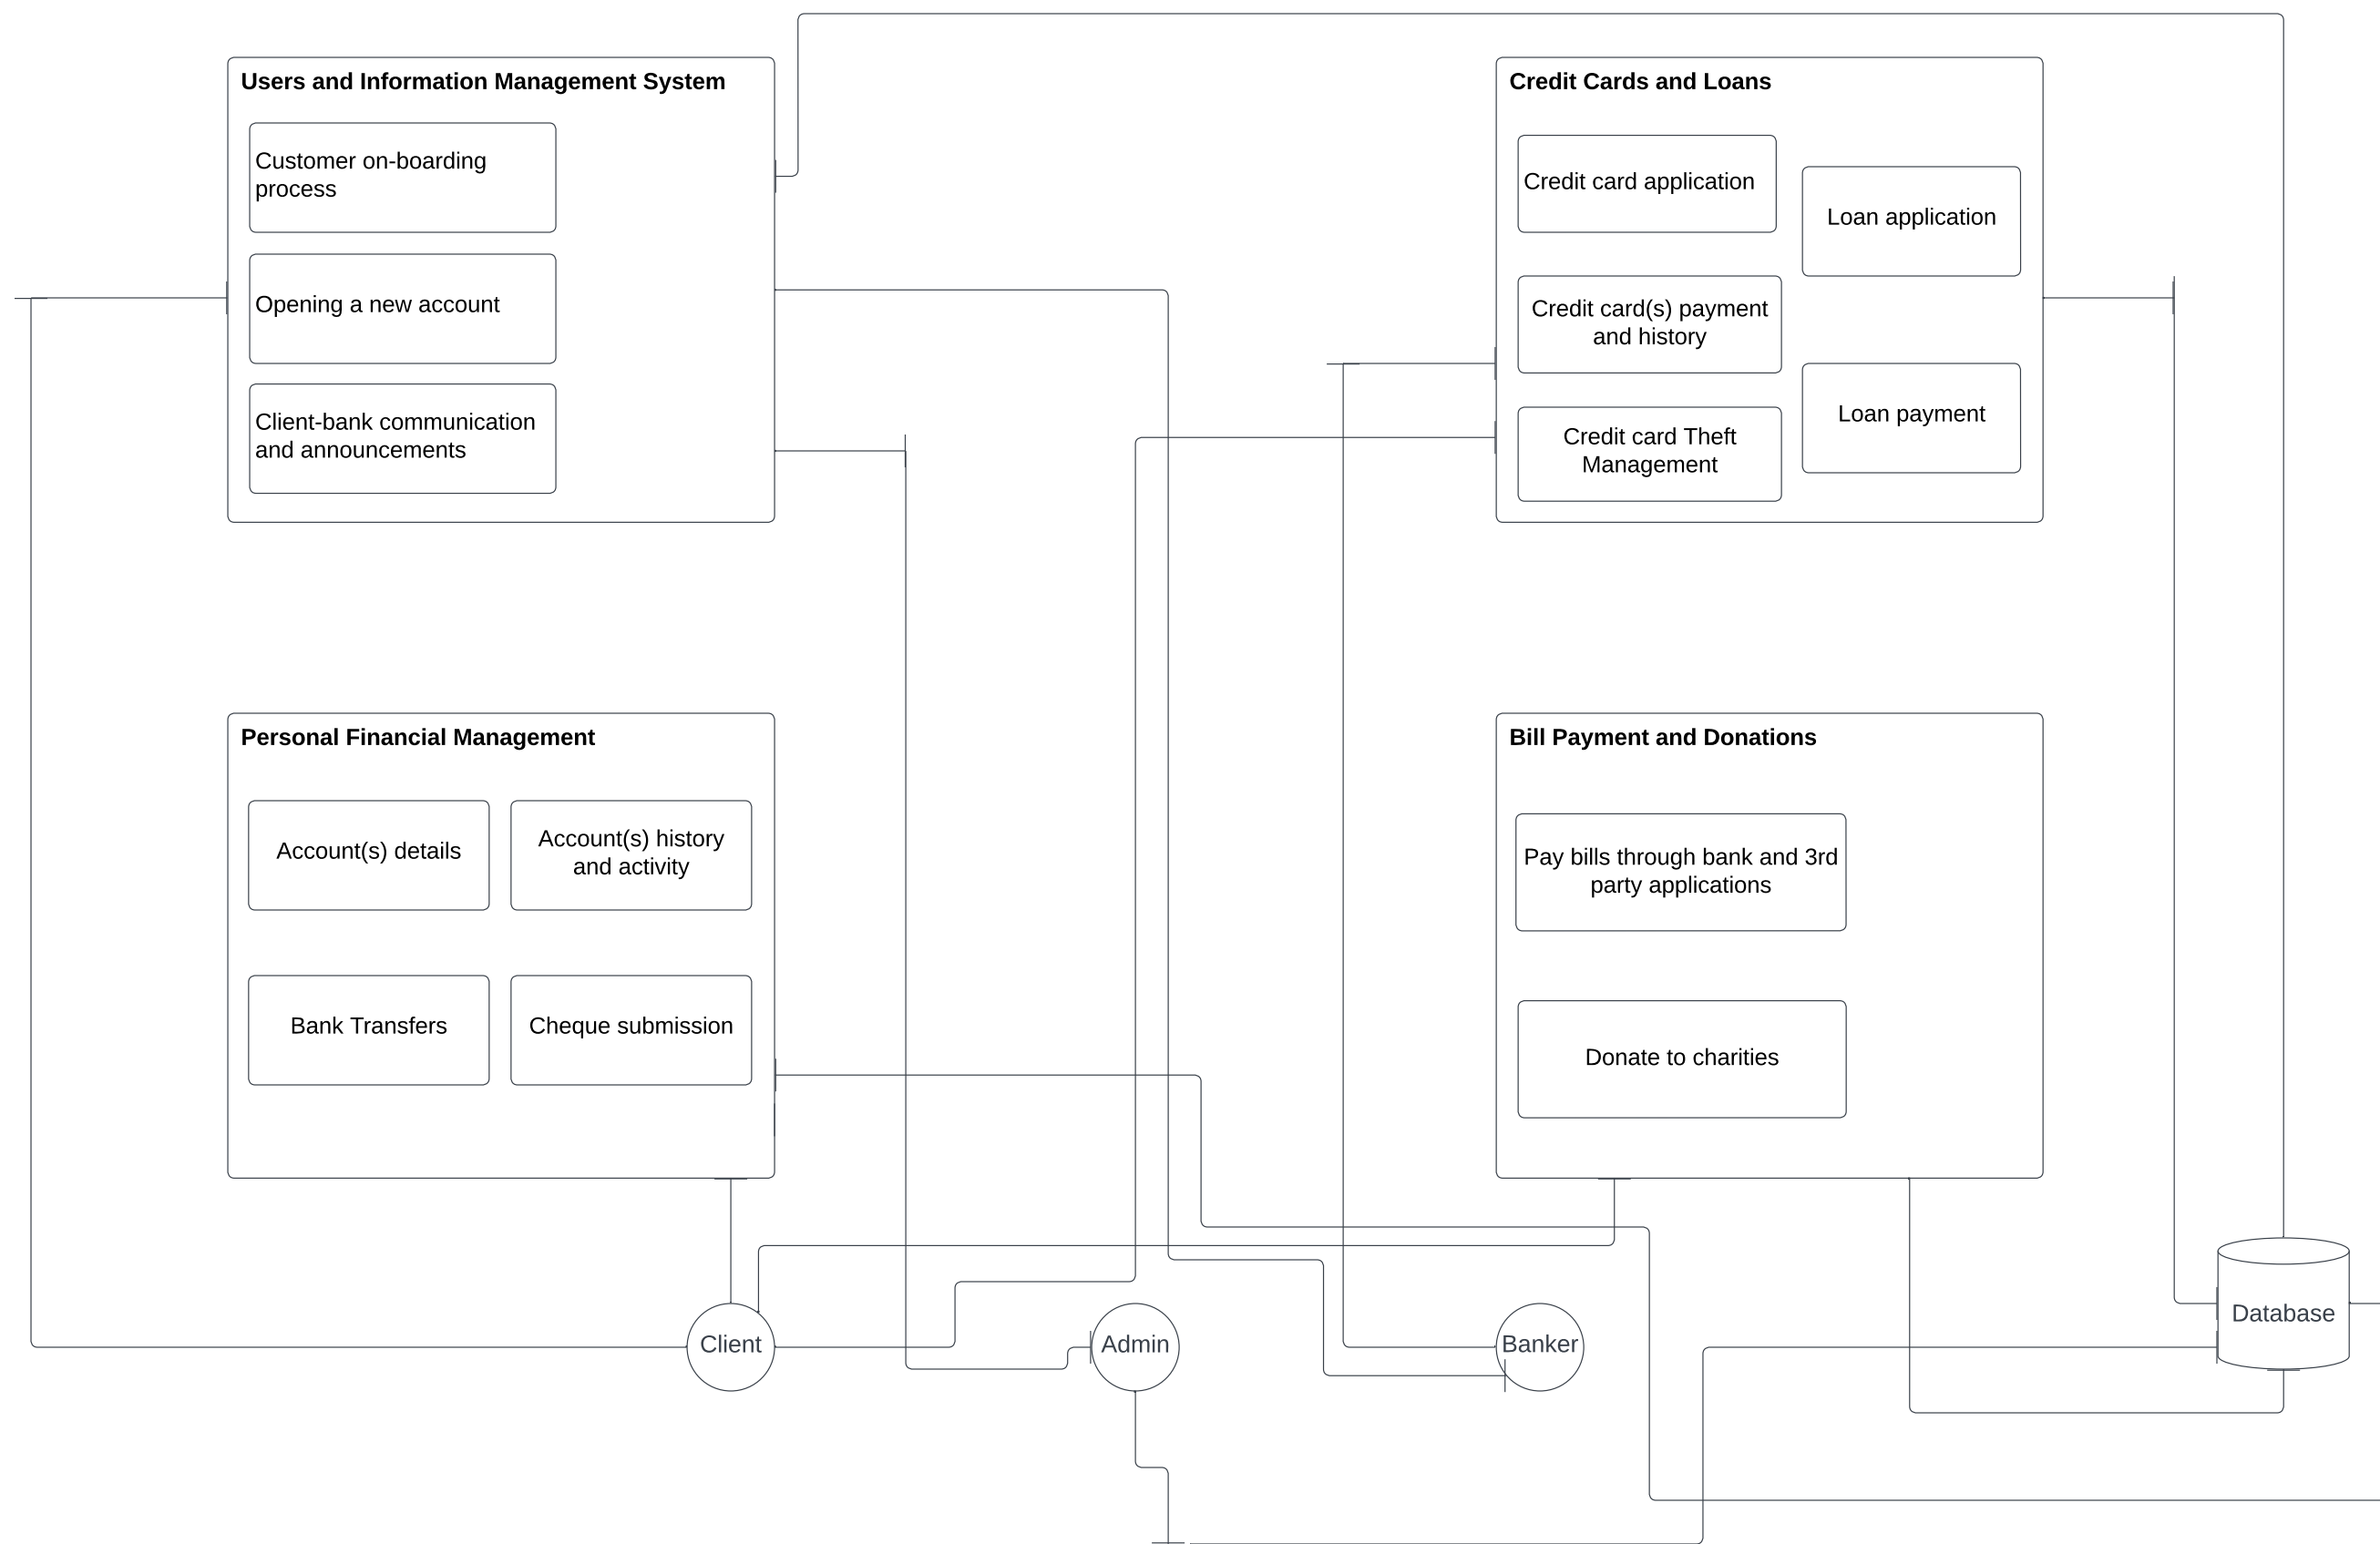 Users and Information Management System
Customer on-boarding
process
Opening a new account
Client-bank communication
and announcements
Credit Cards and Loans
Credit card application
Loan application
Credit card(s) payment
and history
Loan payment
Credit card Theft
Management
Personal Financial Management
Account(s) details
Account(s) history
and activity
Bank Transfers
Cheque submission
Bill Payment and Donations
Pay bills through bank and 3rd
party applications
Donate to charities
Client
Admin
Banker
Database